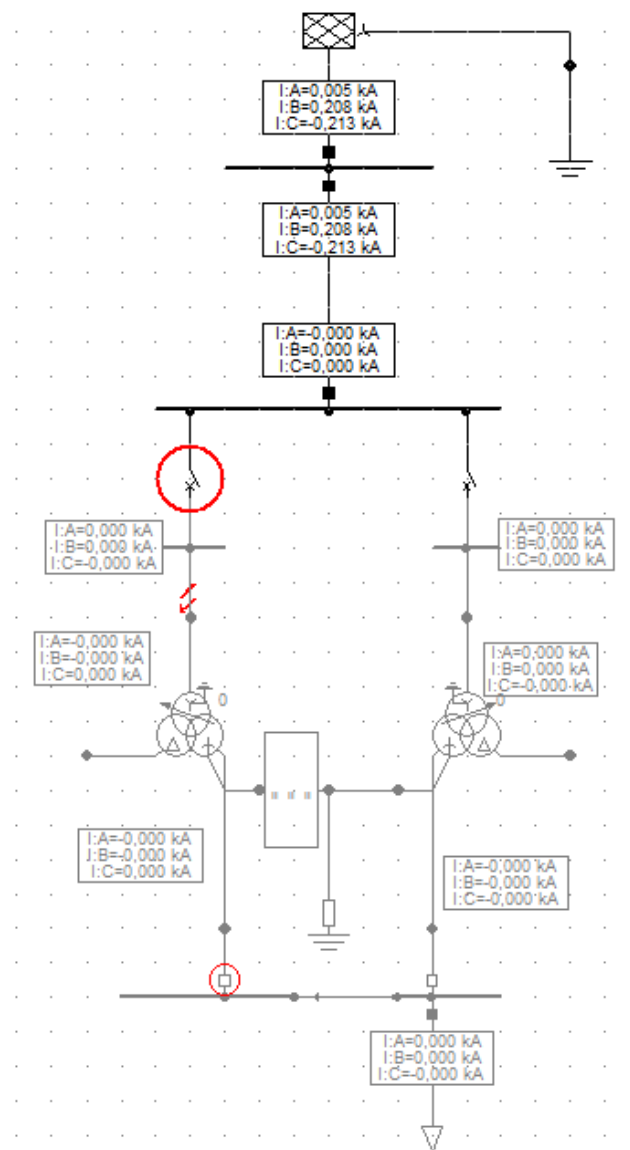 I:A=0,005 kA
I:B=0,208 kA
I:C=-0,213 kA
I:A=0,005 kA
I:B=0,208 kA
I:C=-0,213 kA
I:A=-0,000 kA
I:B=0,000 kA
I:C=0,000 kA
I:A=0,000 kA
I:B=0,000 kA
I:C=-0,000 kA
I:A=0,000 kA
I:B=0,000 kA
I:C=0,000 kA
I:A=-0,000 kA
I:B=-0,000 kA
I:C=0,000 kA
I:A=0,000 kA
I:B=0,000 kA
I:C=-0,000 kA
0
0
I:A=-0,000 kA
I:B=-0,000 kA
I:C=0,000 kA
I:A=-0,000 kA
I:B=-0,000 kA
I:C=-0,000 kA
I:A=0,000 kA
I:B=0,000 kA
I:C=-0,000 kA